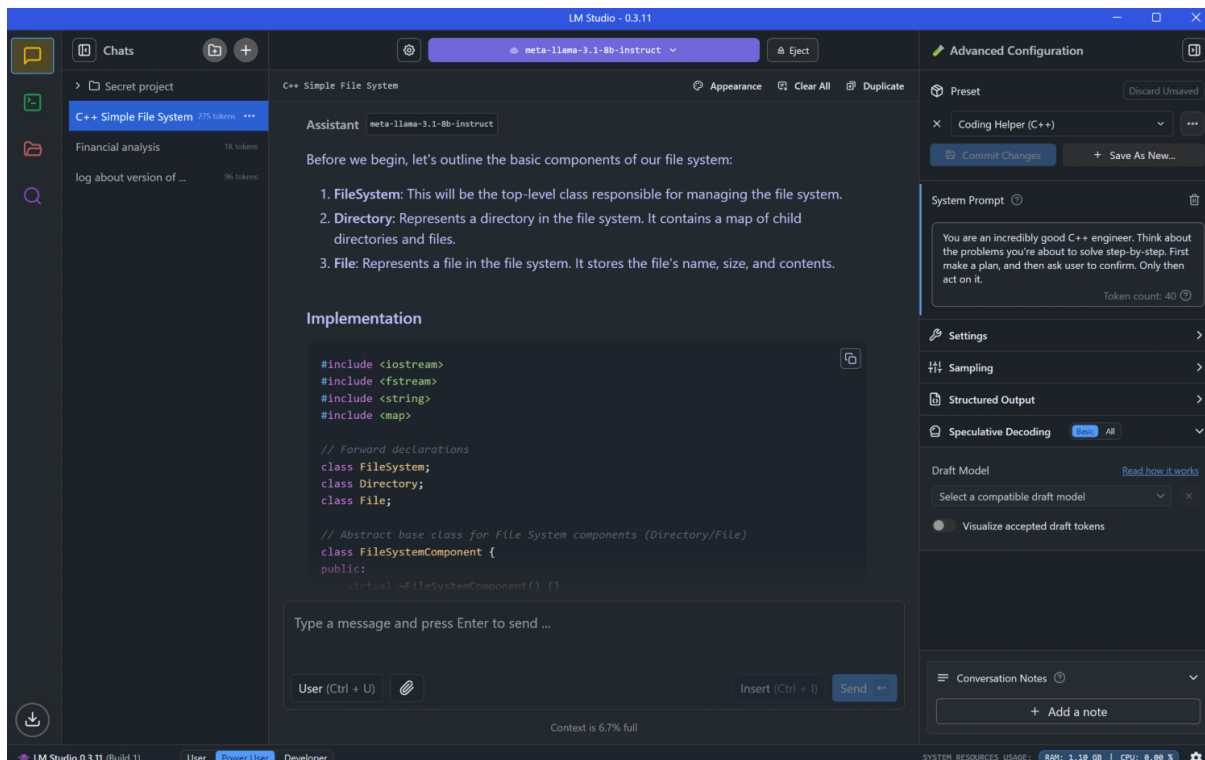 LM Studio - 0.3.11
Chats
meta-llama-3.1-8b-instruct
Eject
Advanced Configuration
Secret project
C++ Simple File System 275 tokens
Financial analysis 1K tokens
log about version of ... 96 tokens
C++ Simple File System
Appearance
Clear All
Duplicate
Assistant meta-llama-3.1-8b-instruct
Before we begin, let's outline the basic components of our file system:
1. FileSystem: This will be the top-level class responsible for managing the file system.
2. Directory: Represents a directory in the file system. It contains a map of child
directories and files.
3. File: Represents a file in the file system. It stores the file's name, size, and contents.
Implementation
#include <iostream>
#include <fstream>
#include <string>
#include <map>
// Forward declarations
class FileSystem;
class Directory;
class File;
// Abstract base class for File System components (Directory/File)
class FileSystemComponent {
public:
virtual ~FileSystemComponent() {}
Type a message and press Enter to send ...
User (Ctrl + U)
Insert (Ctrl + I)
Send
Context is 6.7% full
Preset
Discard Unsaved
Coding Helper (C++)
Commit Changes
+ Save As New...
System Prompt
You are an incredibly good C++ engineer. Think about
the problems you're about to solve step-by-step. First
make a plan, and then ask user to confirm. Only then
act on it.
Token count: 40
Settings
Sampling
Structured Output
Speculative Decoding Basic All
Draft Model
Read how it works
Select a compatible draft model
Visualize accepted draft tokens
Conversation Notes
+ Add a note
LM Studio 0.3.11 (Build 1)
User
Power User
Developer
SYSTEM RESOURCES USAGE: RAM: 1.10 GB | CPU: 0.00 %